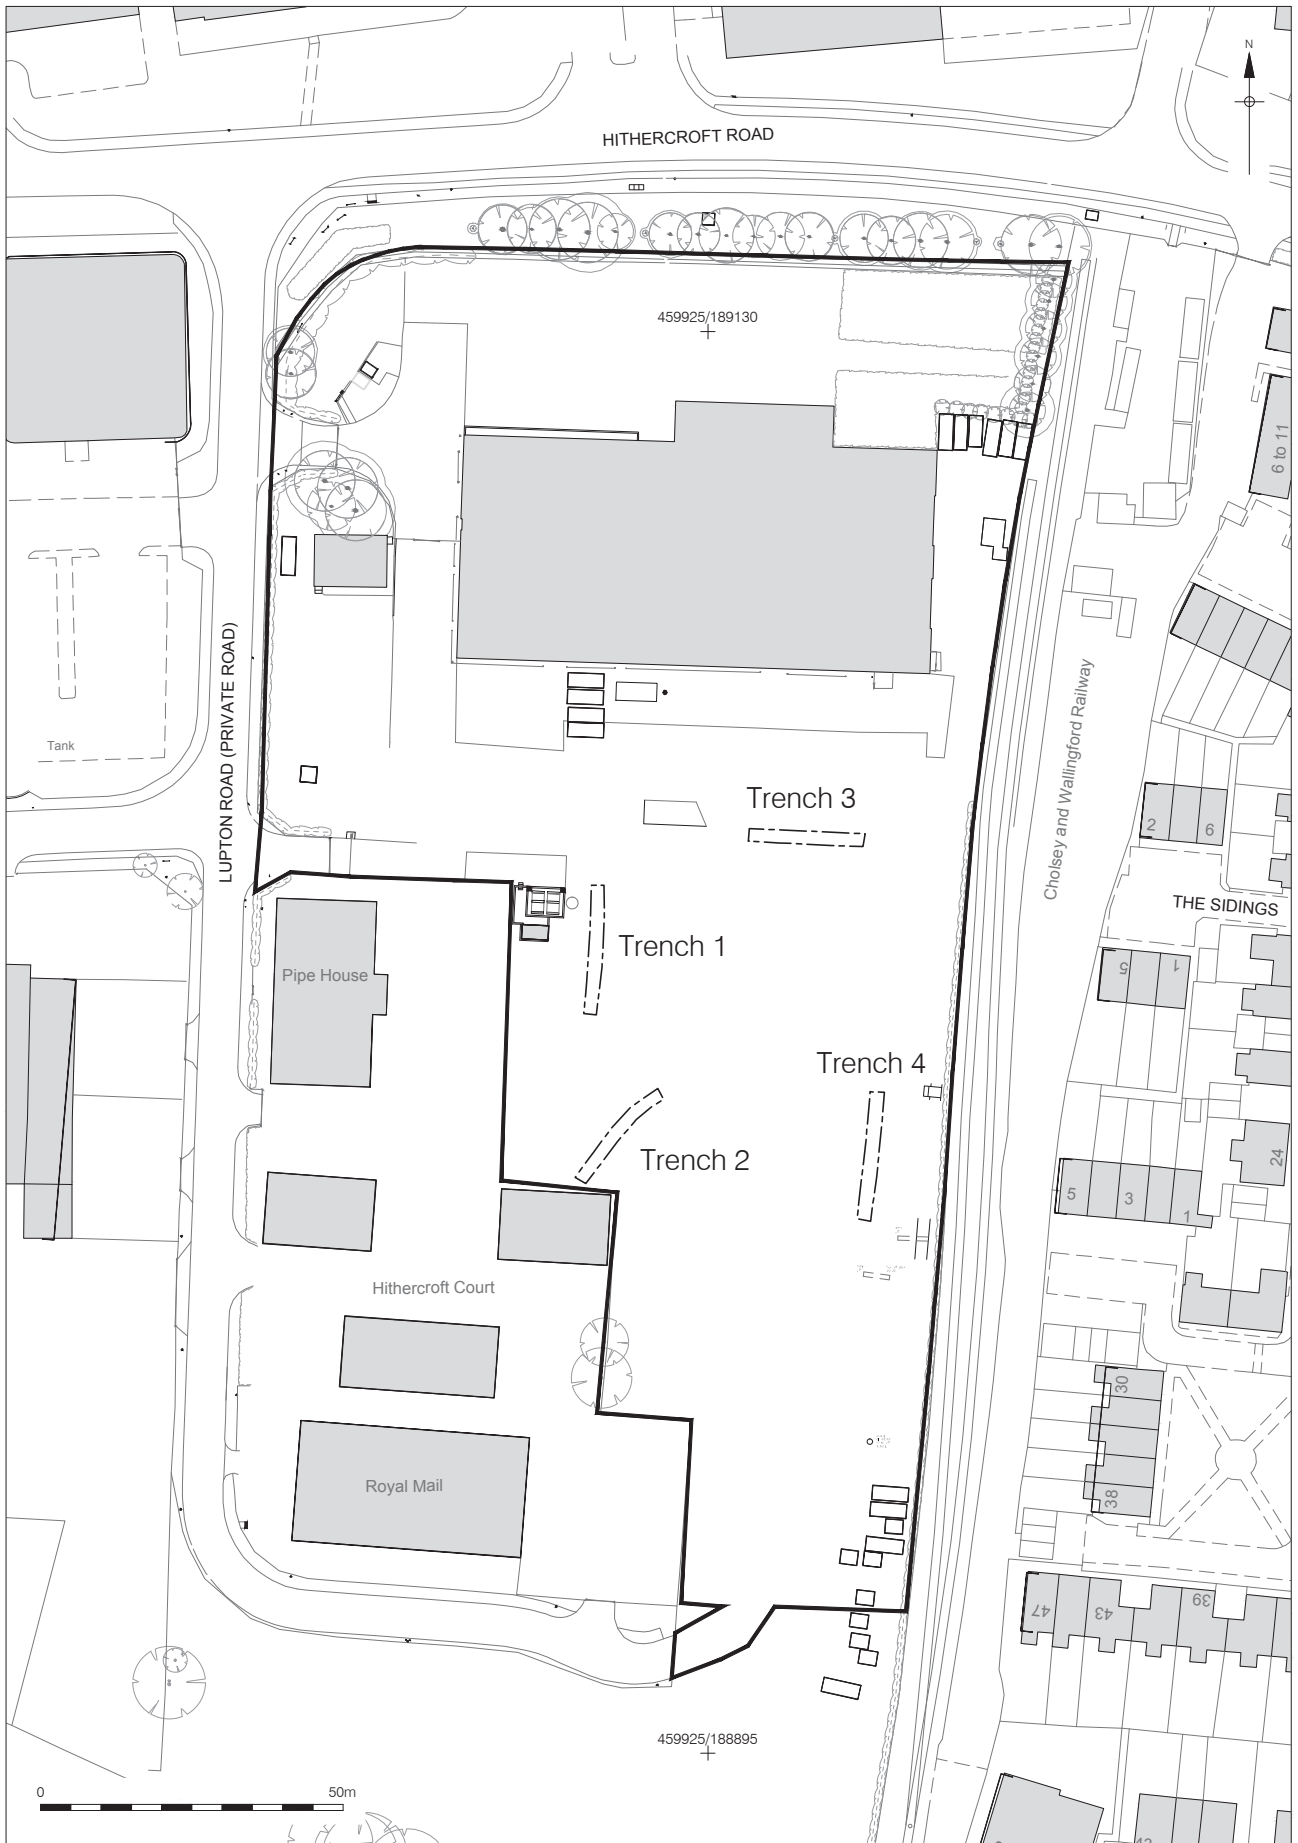 N
HITHERCROFT ROAD
459925/189130
6 to 11
LUPTON ROAD (PRIVATE ROAD)
Cholsey and Wallingford Railway
Tank
Trench 3
2
6
THE SIDINGS
Trench 1
Pipe House
5
1
Trench 4
Trench 2
24
5
3
1
Hithercroft Court
30
Royal Mail
38
47
43
39
459925/188895
0
50m